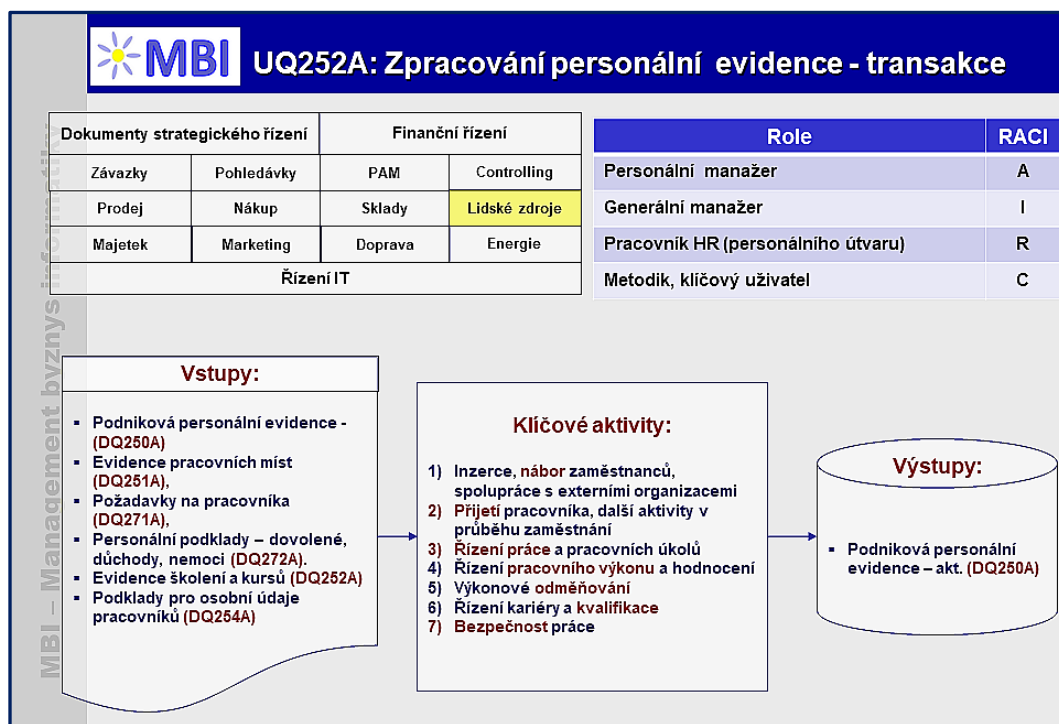 MBI
UQ252A: Zpracování personální evidence - transakce
MBI – Management byznys informatiky
Dokumenty strategického řízení
Finanční řízení
Závazky
Pohledávky
PAM
Controlling
Prodej
Nákup
Sklady
Lidské zdroje
Majetek
Marketing
Doprava
Energie
Řízení IT
Role
RACI
Personální manažer
A
Generální manažer
I
Pracovník HR (personálního útvaru)
R
Metodik, klíčový uživatel
C
Vstupy:
▪ Podniková personální evidence -
(DQ250A)
▪ Evidence pracovních míst
(DQ251A),
▪ Požadavky na pracovníka
(DQ271A),
▪ Personální podklady – dovolené,
důchody, nemoci (DQ272A).
▪ Evidence školení a kursů (DQ252A)
▪ Podklady pro osobní údaje
pracovníků (DQ254A)
Klíčové aktivity:
1) Inzerce, nábor zaměstnanců,
spolupráce s externími organizacemi
2) Přijetí pracovníka, další aktivity v
průběhu zaměstnání
3) Řízení práce a pracovních úkolů
4) Řízení pracovního výkonu a hodnocení
5) Výkonové odměňování
6) Řízení kariéry a kvalifikace
7) Bezpečnost práce
Výstupy:
▪ Podniková personální
evidence – akt. (DQ250A)